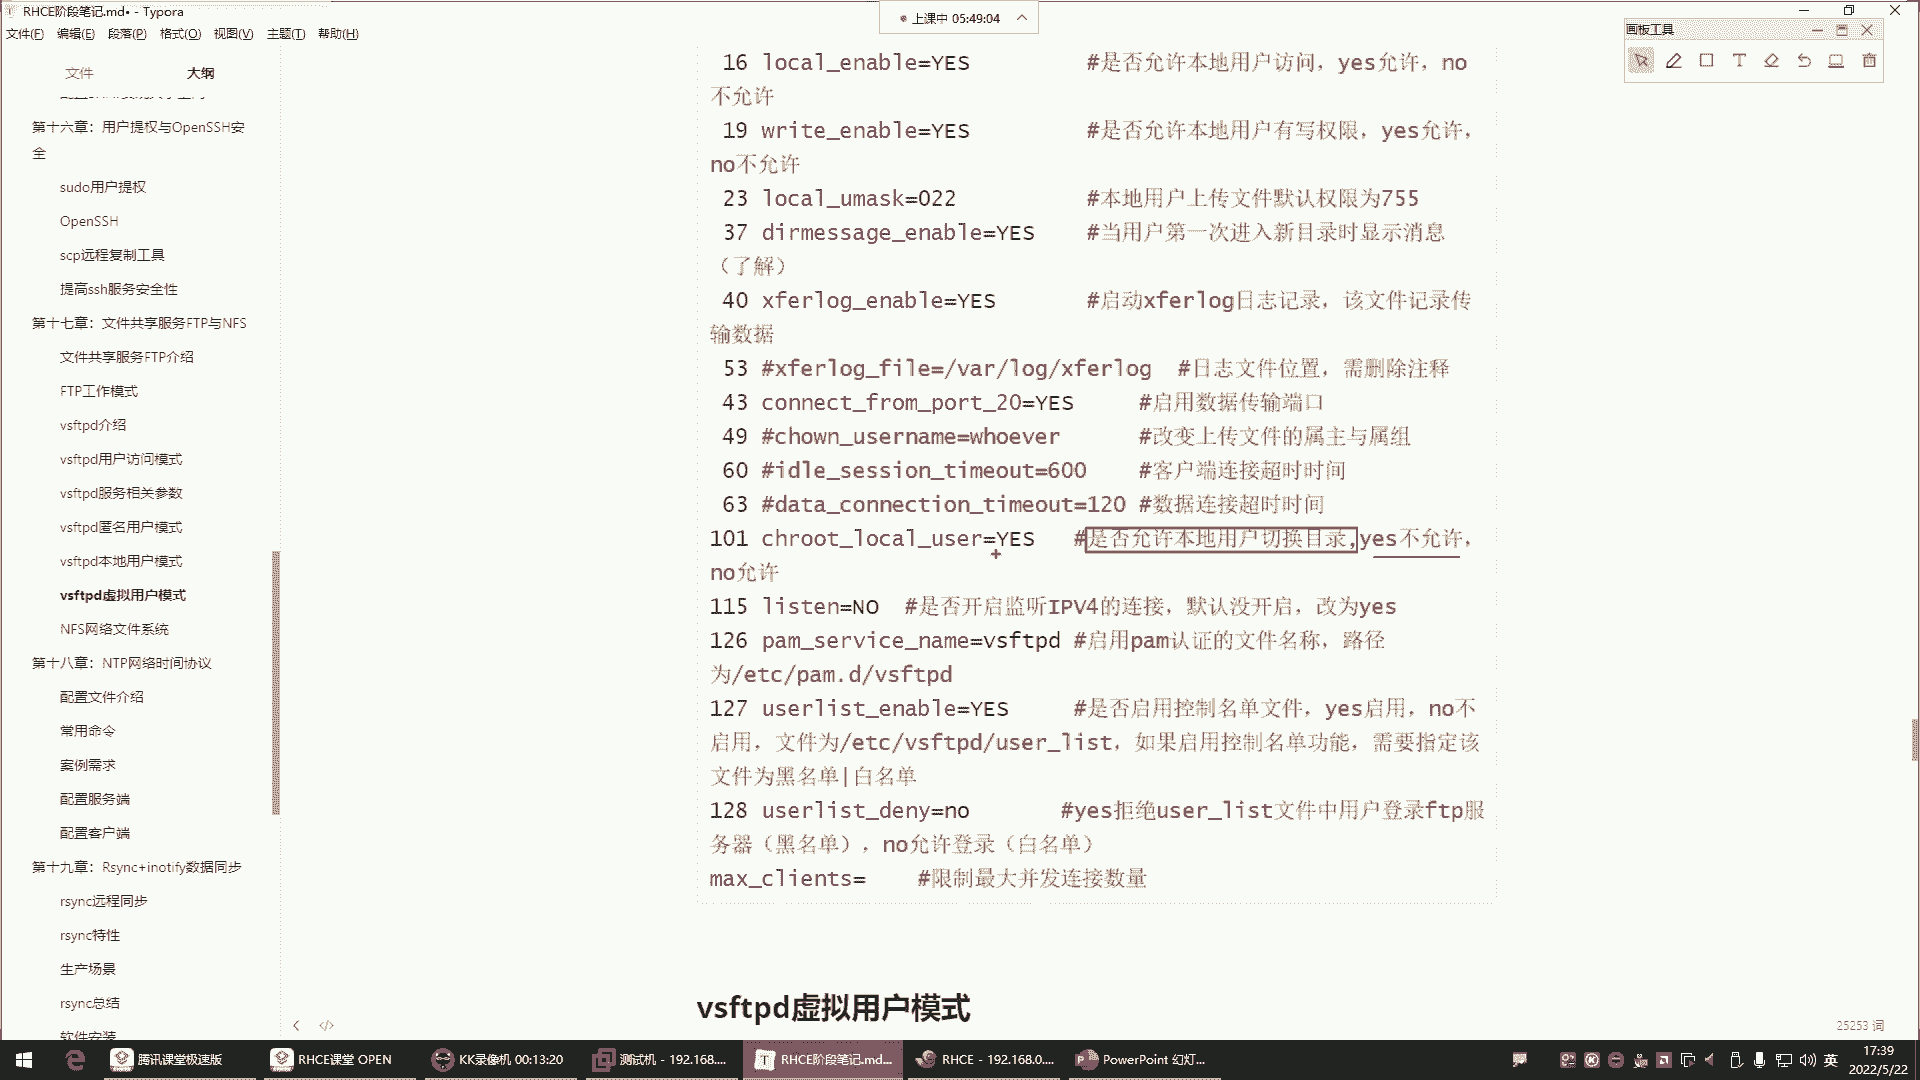 RHCE阶段笔记.md• - Typora
上课中 05:49:04
文件(F) 编辑(E) 段落(P) 格式(O) 视图(V) 主题(T) 帮助(H)
画板工具
文件 大纲
第十六章：用户提权与OpenSSH安
全
sudo用户提权
OpenSSH
scp远程复制工具
提高ssh服务安全性
第十七章：文件共享服务FTP与NFS
文件共享服务FTP介绍
FTP工作模式
vsftpd介绍
vsftpd用户访问模式
vsftpd服务相关参数
vsftpd匿名用户模式
vsftpd本地用户模式
vsftpd虚拟用户模式
NFS网络文件系统
第十八章：NTP网络时间协议
配置文件介绍
常用命令
案例需求
配置服务端
配置客户端
第十九章：Rsync+inotify数据同步
rsync远程同步
rsync特性
生产场景
rsync总结
软件安装
16 local_enable=YES #是否允许本地用户访问，yes允许，no
不允许
19 write_enable=YES #是否允许本地用户有写权限，yes允许，
no不允许
23 local_umask=022 #本地用户上传文件默认权限为755
37 dirmessage_enable=YES #当用户第一次进入新目录时显示消息
（了解）
40 xferlog_enable=YES #启动xferlog日志记录，该文件记录传
输数据
53 #xferlog_file=/var/log/xferlog #日志文件位置，需删除注释
43 connect_from_port_20=YES #启用数据传输端口
49 #chown_username=whoever #改变上传文件的属主与属组
60 #idle_session_timeout=600 #客户端连接超时时间
63 #data_connection_timeout=120 #数据连接超时时间
101 chroot_local_user=YES #是否允许本地用户切换目录,yes不允许，
no允许
115 listen=NO #是否开启监听IPV4的连接，默认没开启，改为yes
126 pam_service_name=vsftpd #启用pam认证的文件名称，路径
为/etc/pam.d/vsftpd
127 userlist_enable=YES #是否启用控制名单文件，yes启用，no不
启用，文件为/etc/vsftpd/user_list，如果启用控制名单功能，需要指定该
文件为黑名单|白名单
128 userlist_deny=no #yes拒绝user_list文件中用户登录ftp服
务器（黑名单），no允许登录（白名单）
max_clients= #限制最大并发连接数量
vsftpd虚拟用户模式
25253 词
腾讯课堂极速版 RHCE课堂 OPEN KK录像机 00:13:20 测试机 - 192.168.... RHCE阶段笔记.md... RHCE - 192.168.0.... PowerPoint 幻灯... 英 17:39
2022/5/22